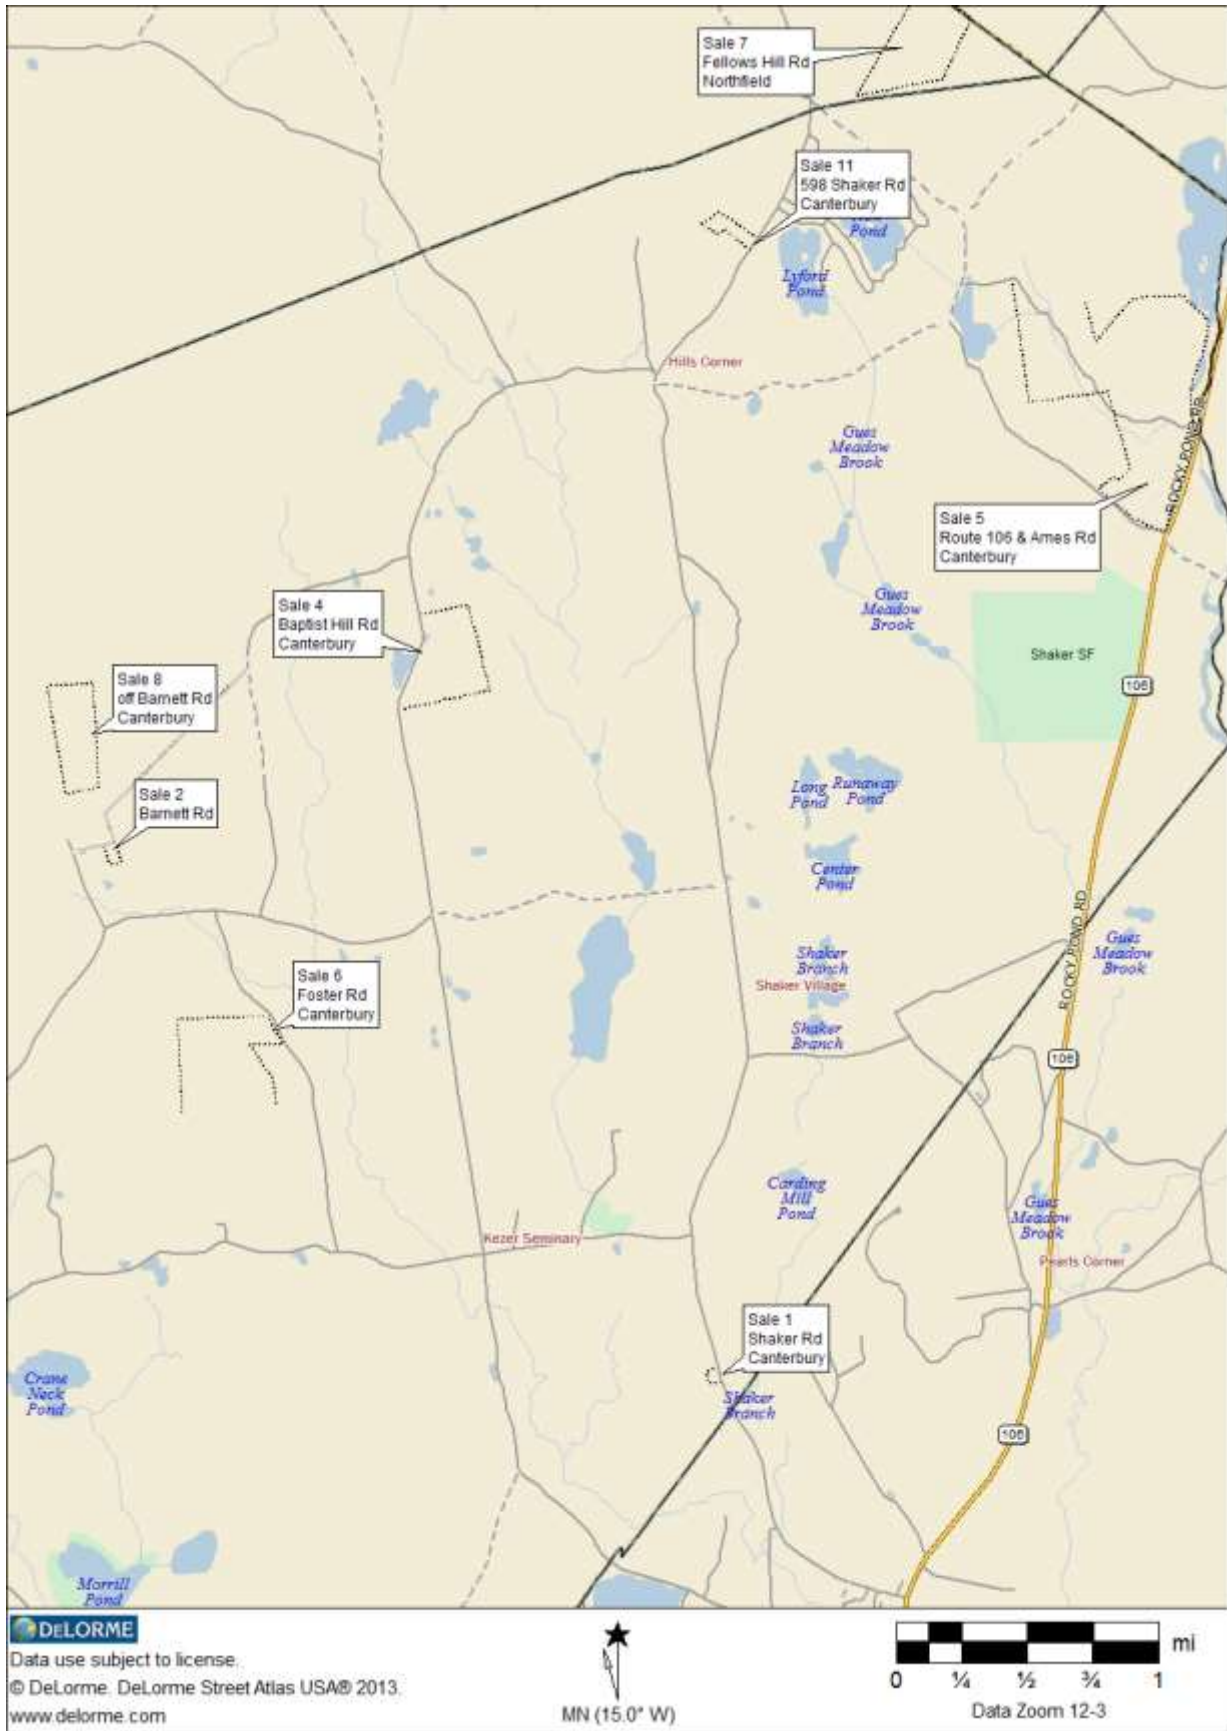 Sale 7
Fellows Hill Rd
Northfield
Sale 11
598 Shaker Rd
Canterbury
Pond
Lyford
Pond
Hills Corner
Gues
Meadow
Brook
ROCKY POND RD
Sale 5
Route 106 & Ames Rd
Canterbury
Gues
Meadow
Brook
Sale 4
Baptist Hill Rd
Canterbury
Shaker SF
106
Sale 8
off Barnett Rd
Canterbury
Sale 2
Barnett Rd
Long
Pond
Runaway
Pond
Center
Pond
ROCKY POND RD
Gues
Meadow
Brook
Shaker
Branch
Shaker Village
Shaker
Branch
Sale 6
Foster Rd
Canterbury
106
Carding
Mill
Pond
Gues
Meadow
Brook
Kezer Seminary
Pearls Corner
Sale 1
Shaker Rd
Canterbury
Shaker
Branch
Crane
Neck
Pond
106
Morrill
Pond
DELORME
Data use subject to license.
© DeLorme. DeLorme Street Atlas USA® 2013.
www.delorme.com
MN (15.0° W)
mi
0 ¼ ½ ¾ 1
Data Zoom 12-3